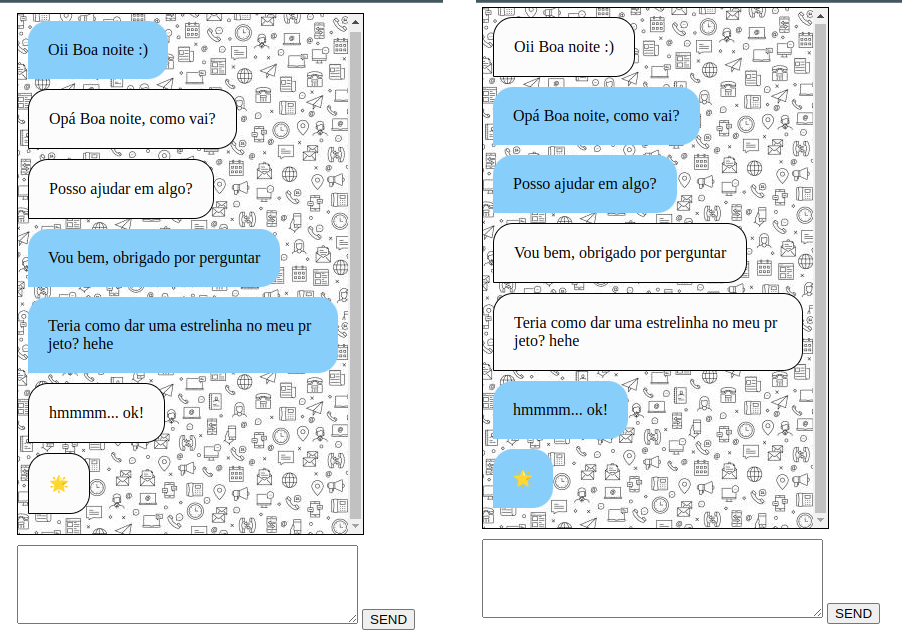 Oii Boa noite :)
Opá Boa noite, como vai?
Posso ajudar em algo?
Vou bem, obrigado por perguntar
Teria como dar uma estrelinha no meu pr
jeto? hehe
hmmmm... ok!
🌟
SEND
Oii Boa noite :)
Opá Boa noite, como vai?
Posso ajudar em algo?
Vou bem, obrigado por perguntar
Teria como dar uma estrelinha no meu pr
jeto? hehe
hmmmm... ok!
⭐
SEND